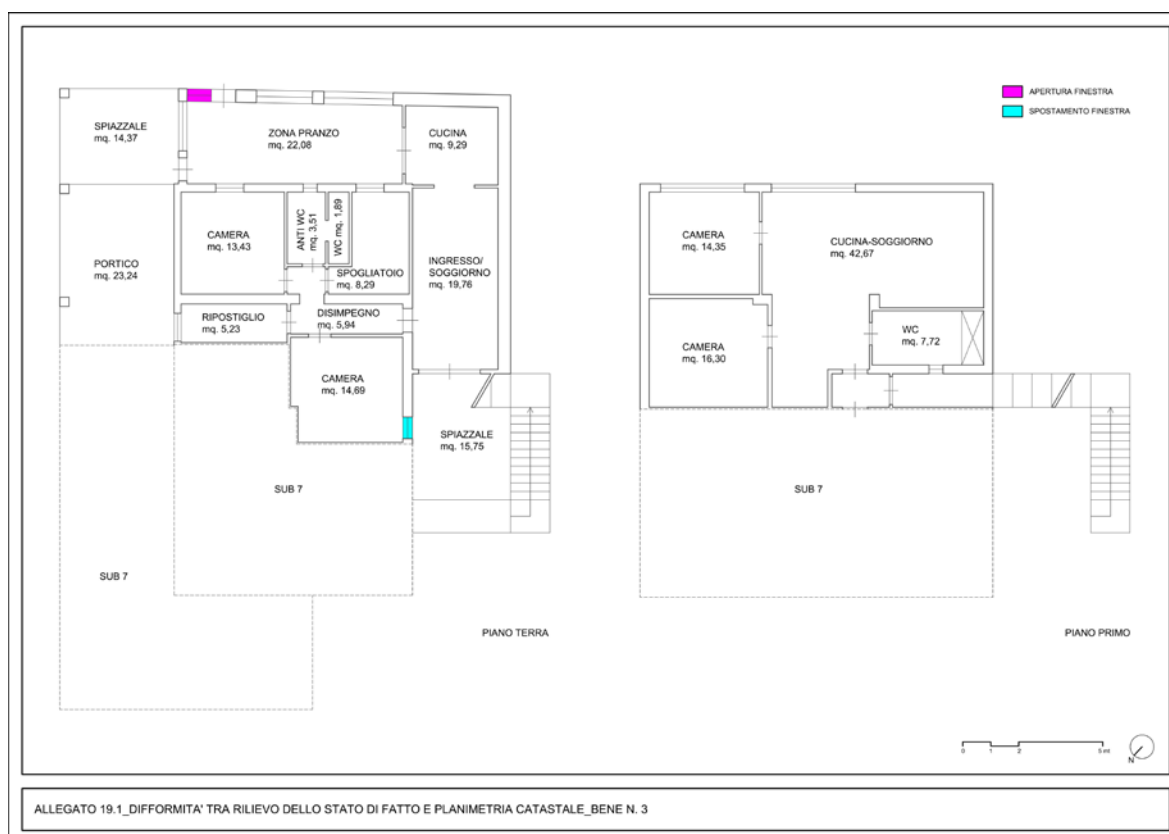 APERTURA FINESTRA
SPOSTAMENTO FINESTRA
SPIAZZALE
mq. 14,37
ZONA PRANZO
mq. 22,08
CUCINA
mq. 9,29
CAMERA
mq. 13,43
ANTI WC
mq. 3,51
WC mq. 1,89
SPOGLIATOIO
mq. 8,29
INGRESSO/
SOGGIORNO
mq. 19,76
PORTICO
mq. 23,24
RIPOSTIGLIO
mq. 5,23
DISIMPEGNO
mq. 5,94
CAMERA
mq. 14,69
SPIAZZALE
mq. 15,75
SUB 7
SUB 7
PIANO TERRA
CAMERA
mq. 14,35
CUCINA-SOGGIORNO
mq. 42,67
CAMERA
mq. 16,30
WC
mq. 7,72
SUB 7
PIANO PRIMO
0 1 2 5 mt
N
ALLEGATO 19.1_DIFFORMITA' TRA RILIEVO DELLO STATO DI FATTO E PLANIMETRIA CATASTALE_BENE N. 3